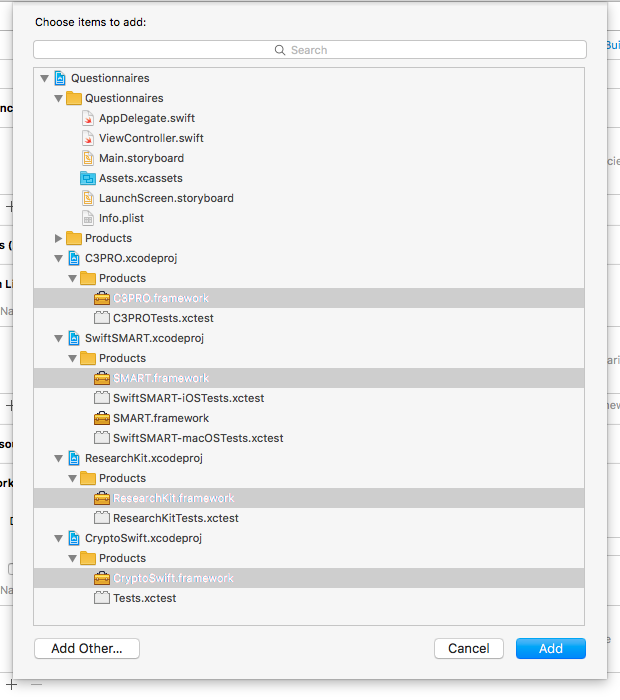 Choose items to add:
Search
Questionnaires
Questionnaires
AppDelegate.swift
ViewController.swift
Main.storyboard
Assets.xcassets
LaunchScreen.storyboard
Info.plist
Products
C3PRO.xcodeproj
Products
C3PRO.framework
C3PROTests.xctest
SwiftSMART.xcodeproj
Products
SMART.framework
SwiftSMART-iOSTests.xctest
SMART.framework
SwiftSMART-macOSTests.xctest
ResearchKit.xcodeproj
Products
ResearchKit.framework
ResearchKitTests.xctest
CryptoSwift.xcodeproj
Products
CryptoSwift.framework
Tests.xctest
Add Other...
Cancel
Add